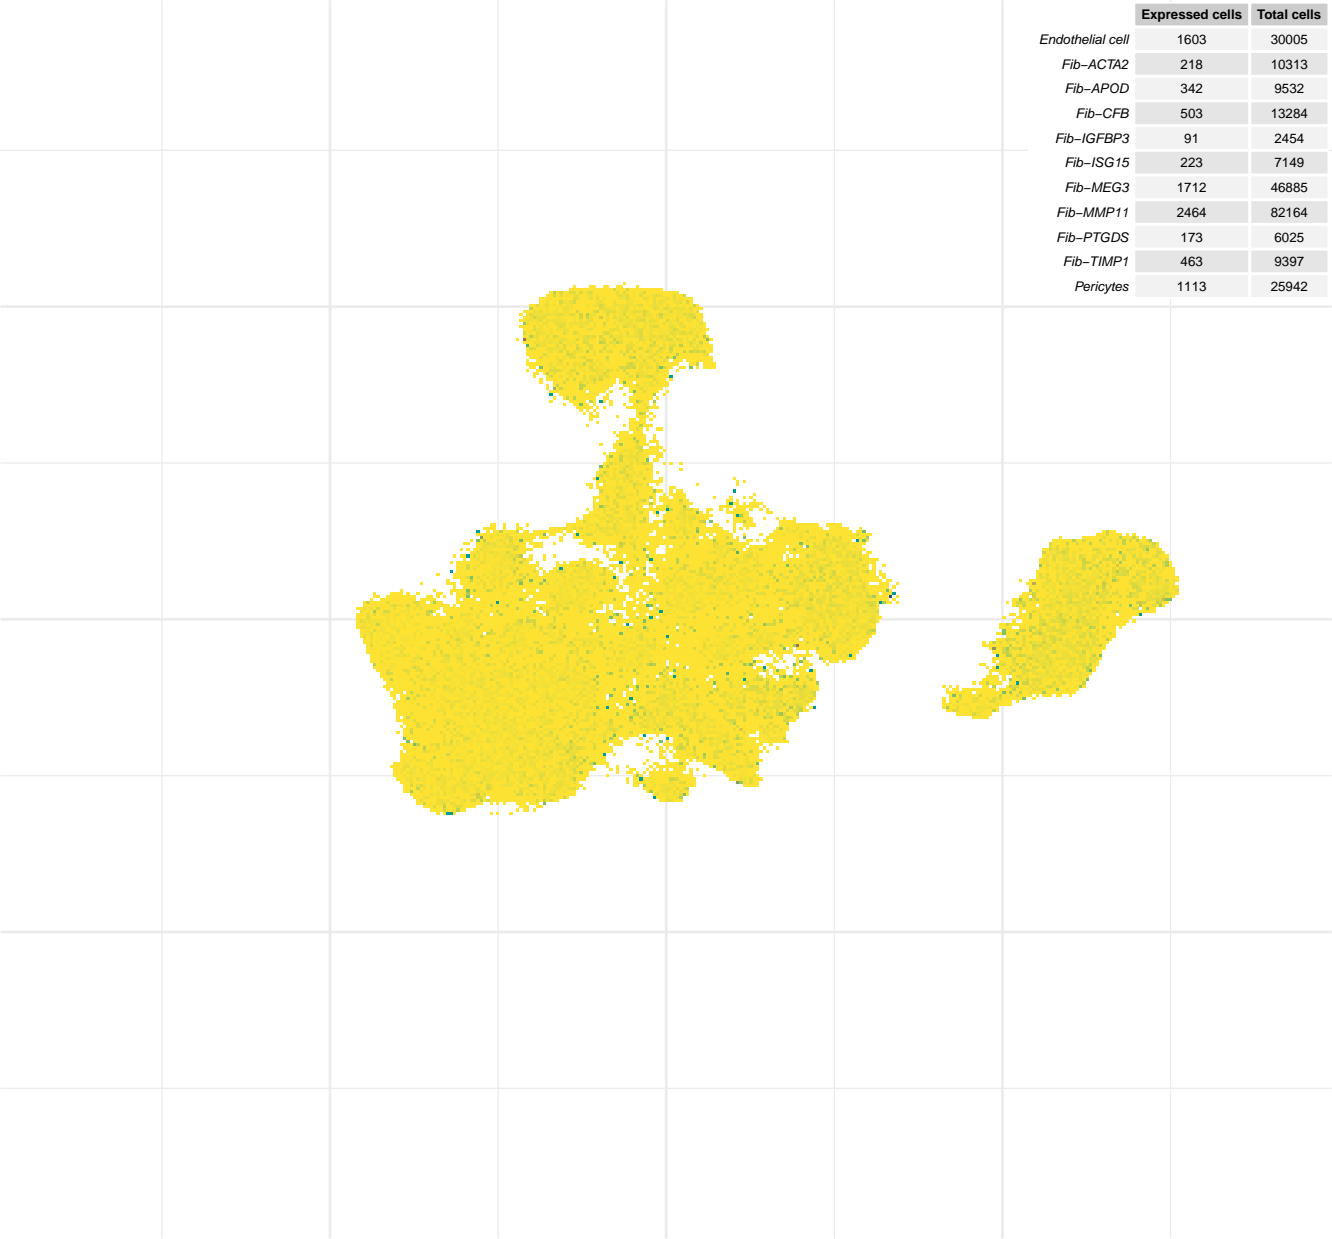 Expressed cells Total cells
Endothelial cell 1603 30005
Fib−ACTA2 218 10313
Fib−APOD 342 9532
Fib−CFB 503 13284
Fib−IGFBP3 91 2454
Fib−ISG15 223 7149
Fib−MEG3 1712 46885
Fib−MMP11 2464 82164
Fib−PTGDS 173 6025
Fib−TIMP1 463 9397
Pericytes 1113 25942